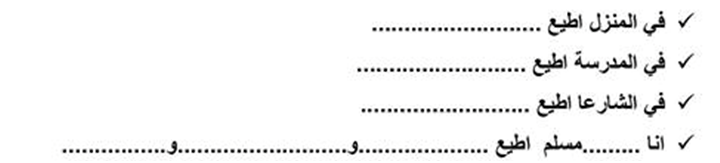 ✓ في المنزل اطيع ..........................
✓ في المدرسة اطيع ..........................
✓ في الشارعا اطيع ..........................
✓ انا .........مسلم اطيع ....................و..........................و................